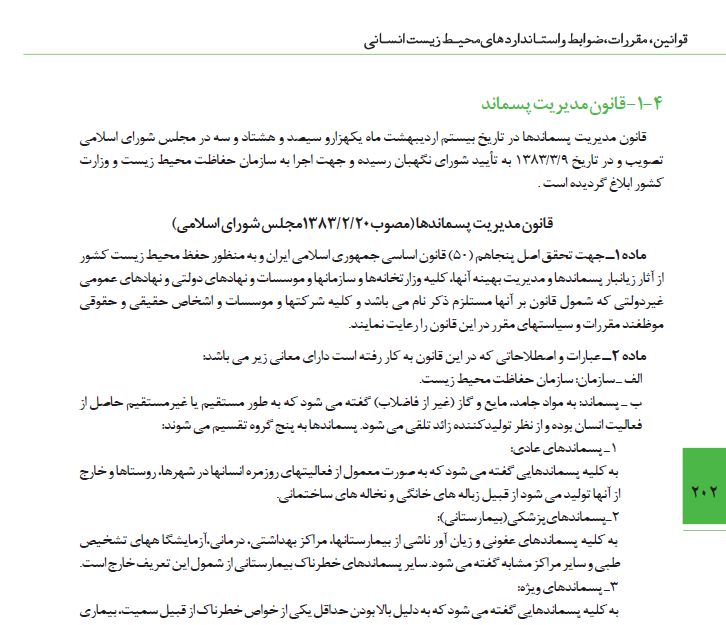 قوانین، مقررات، ضوابط و استانداردهای محیط زیست انسانی
۴-۱- قانون مدیریت پسماند
قانون مدیریت پسماندها در تاریخ بیستم اردیبهشت ماه یکهزارو سیصد و هشتاد و سه در مجلس شورای اسلامی
تصویب و در تاریخ ۱۳۸۳/۳/۹ به تأیید شورای نگهبان رسیده و جهت اجرا به سازمان حفاظت محیط زیست و وزارت
کشور ابلاغ گردیده است .
قانون مدیریت پسماندها (مصوب ۱۳۸۳/۲/۲۰مجلس شورای اسلامی)
ماده ۱ــ جهت تحقق اصل پنجاهم (۵۰) قانون اساسی جمهوری اسلامی ایران و به منظور حفظ محیط زیست کشور
از آثار زیانبار پسماندها و مدیریت بهینه آنها، کلیه وزارتخانه‌ها و سازمانها و موسسات و نهادهای دولتی و نهادهای عمومی
غیردولتی که شمول قانون بر آنها مستلزم ذکر نام می باشد و کلیه شرکتها و موسسات و اشخاص حقیقی و حقوقی
موظفند مقررات و سیاستهای مقرر در این قانون را رعایت نمایند.
ماده ۲ــ عبارات و اصطلاحاتی که در این قانون به کار رفته است دارای معانی زیر می باشد:
الف ـ سازمان: سازمان حفاظت محیط زیست.
ب ـ پسماند: به مواد جامد، مایع و گاز (غیر از فاضلاب) گفته می شود که به طور مستقیم یا غیرمستقیم حاصل از
فعالیت انسان بوده و از نظر تولیدکننده زائد تلقی می شود. پسماندها به پنج گروه تقسیم می شوند:
۱ـ پسماندهای عادی:
به کلیه پسماندهایی گفته می شود که به صورت معمول از فعالیتهای روزمره انسانها در شهرها، روستاها و خارج
از آنها تولید می شود از قبیل زباله های خانگی و نخاله های ساختمانی.
۲۰۲
۲ـ پسماندهای پزشکی (بیمارستانی):
به کلیه پسماندهای عفونی و زیان آور ناشی از بیمارستانها، مراکز بهداشتی، درمانی،آزمایشگا ههای تشخیص
طبی و سایر مراکز مشابه گفته می شود. سایر پسماندهای خطرناک بیمارستانی از شمول این تعریف خارج است.
۳ـ پسماندهای ویژه:
به کلیه پسماندهایی گفته می شود که به دلیل بالا بودن حداقل یکی از خواص خطرناک از قبیل سمیت، بیماری